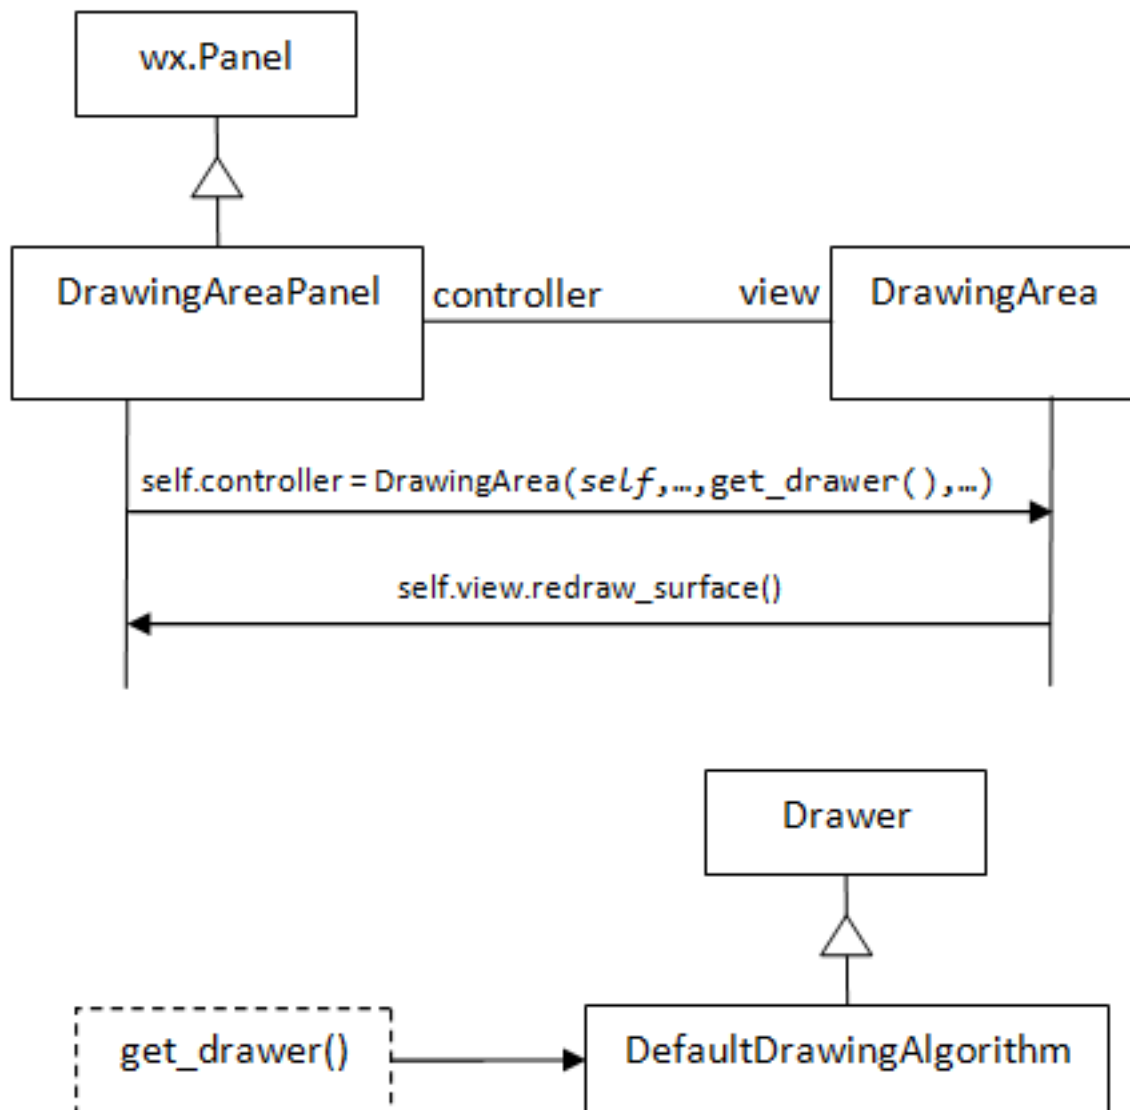 wx.Panel
DrawingAreaPanel
controller
view
DrawingArea
self.controller = DrawingArea(self,…,get_drawer(),…)
self.view.redraw_surface()
Drawer
get_drawer()
DefaultDrawingAlgorithm